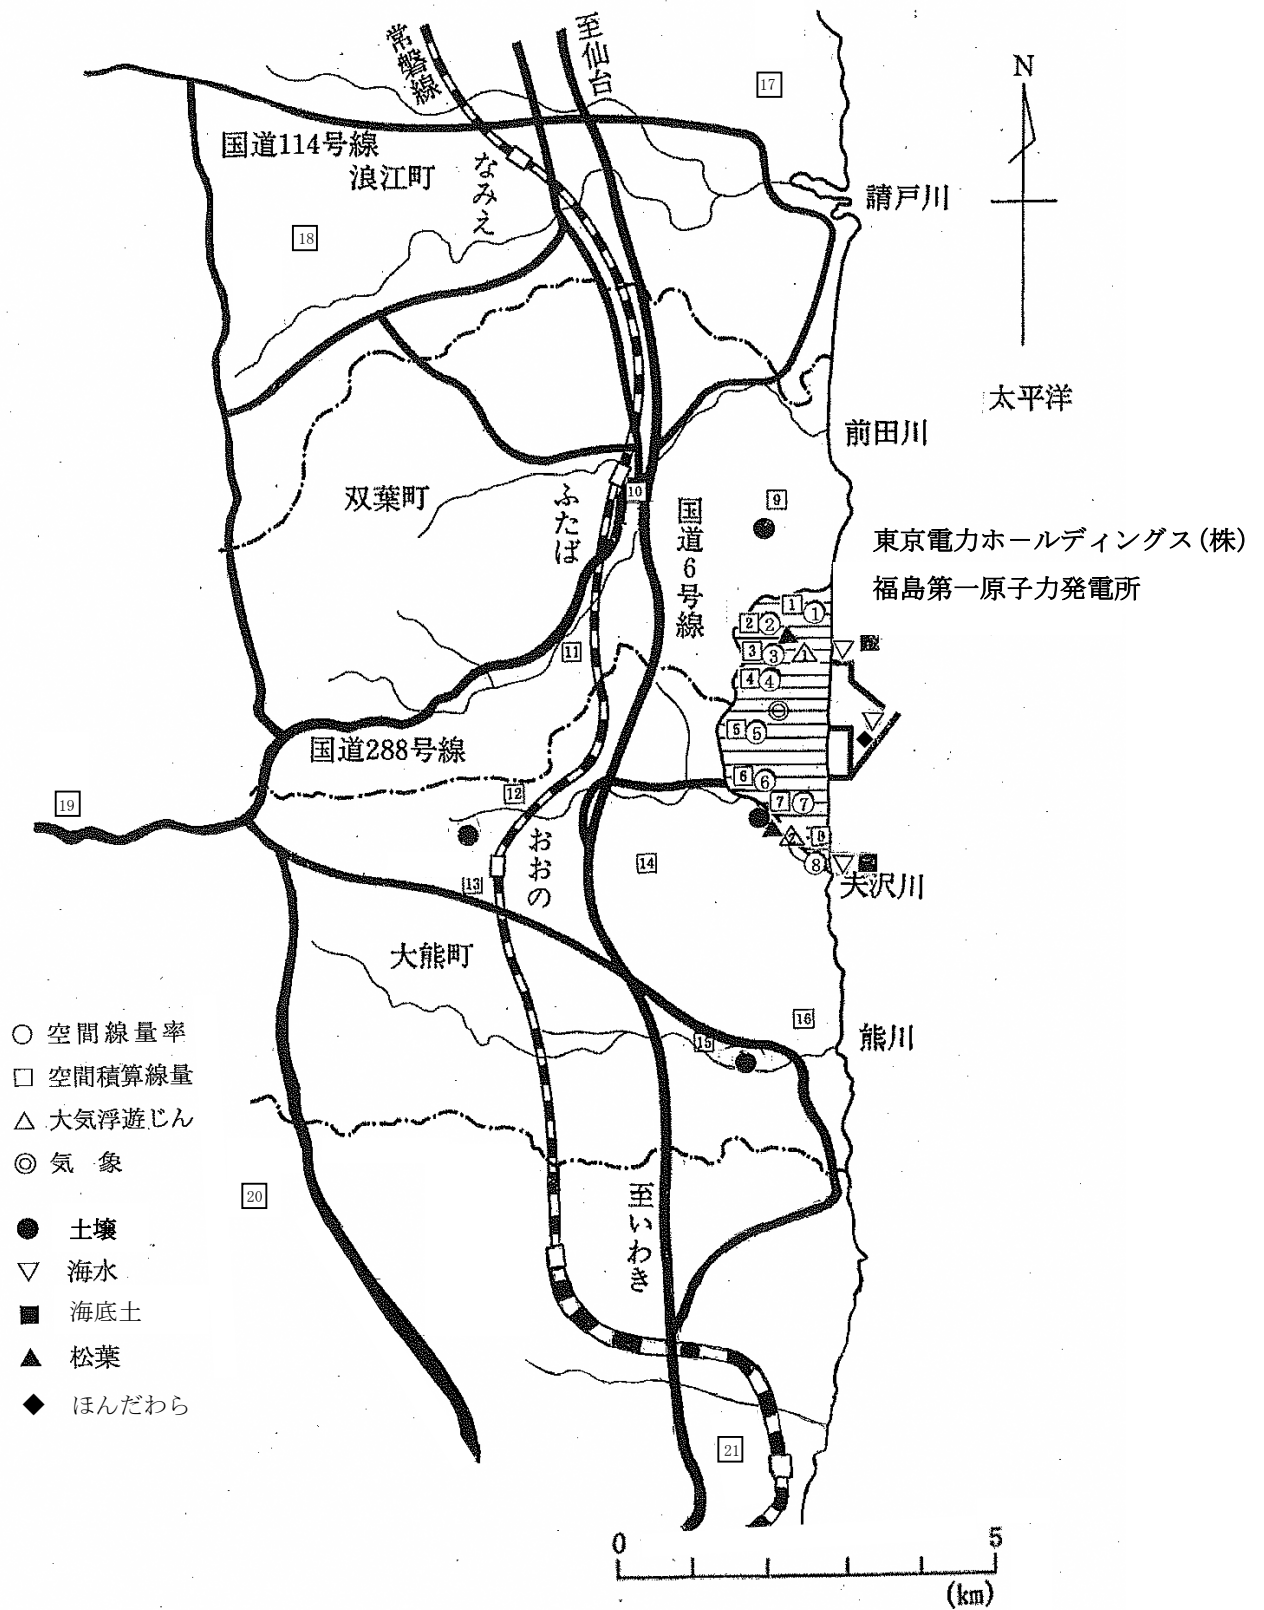 常磐線
至仙台
17
N
国道114号線
浪江町
なみえ
請戸川
18
太平洋
前田川
双葉町
ふたば
10
国道6号線
9
東京電力ホールディングス(株)
福島第一原子力発電所
1 ①
2 ②
3 ③ 1
4 ④
5 ⑤
6 ⑥
7 ⑦
2 8
⑧
11
国道288号線
12
19
おおの
13
14
夫沢川
大熊町
16
15
熊川
○ 空間線量率
□ 空間積算線量
△ 大気浮遊じん
◎ 気象
● 土壌
▽ 海水
■ 海底土
▲ 松葉
◆ ほんだわら
20
至いわき
21
0 5
(km)